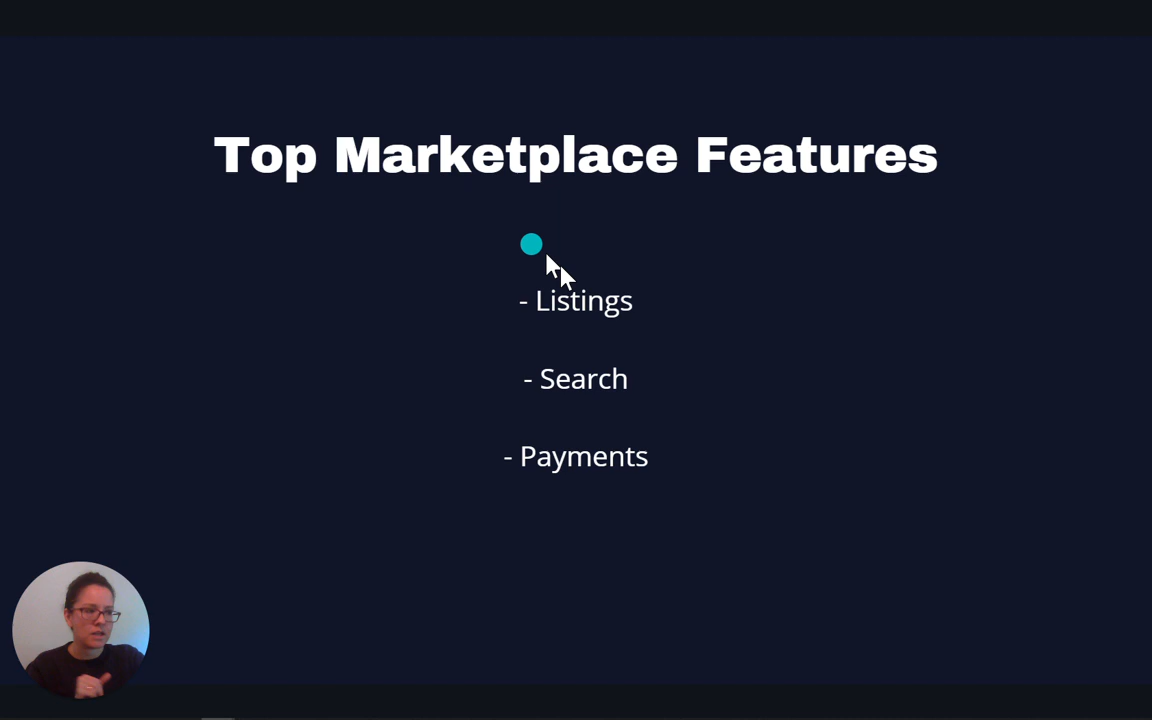 Top Marketplace Features
- Listings
- Search
- Payments